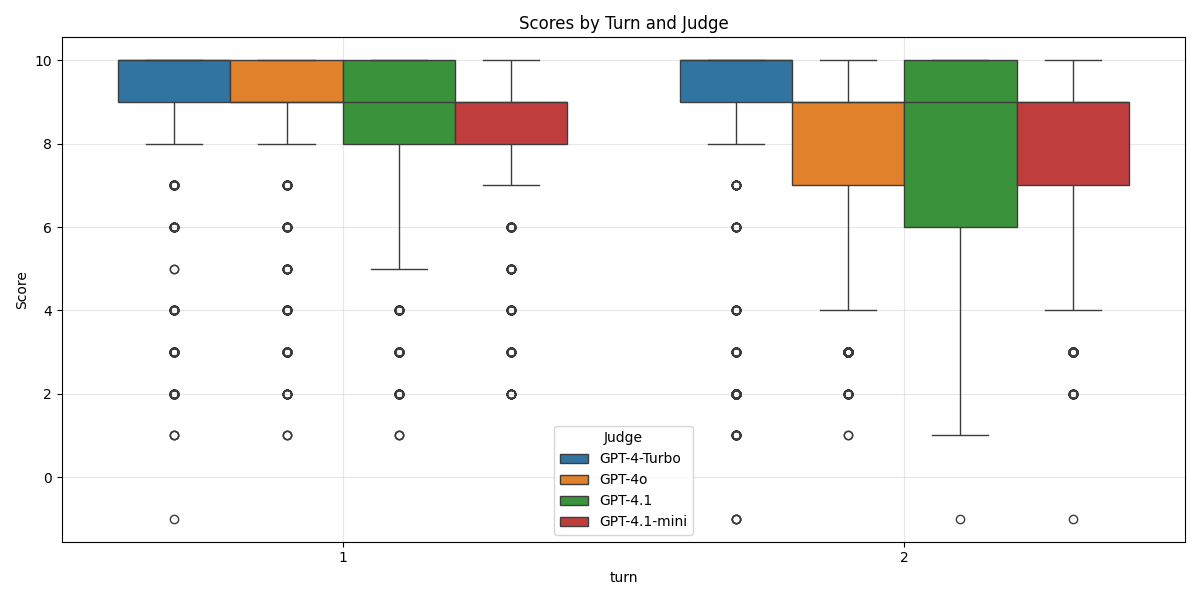 Scores by Turn and Judge
10
8
6
4
2
0
Score
1
2
turn
Judge
GPT-4-Turbo
GPT-4o
GPT-4.1
GPT-4.1-mini